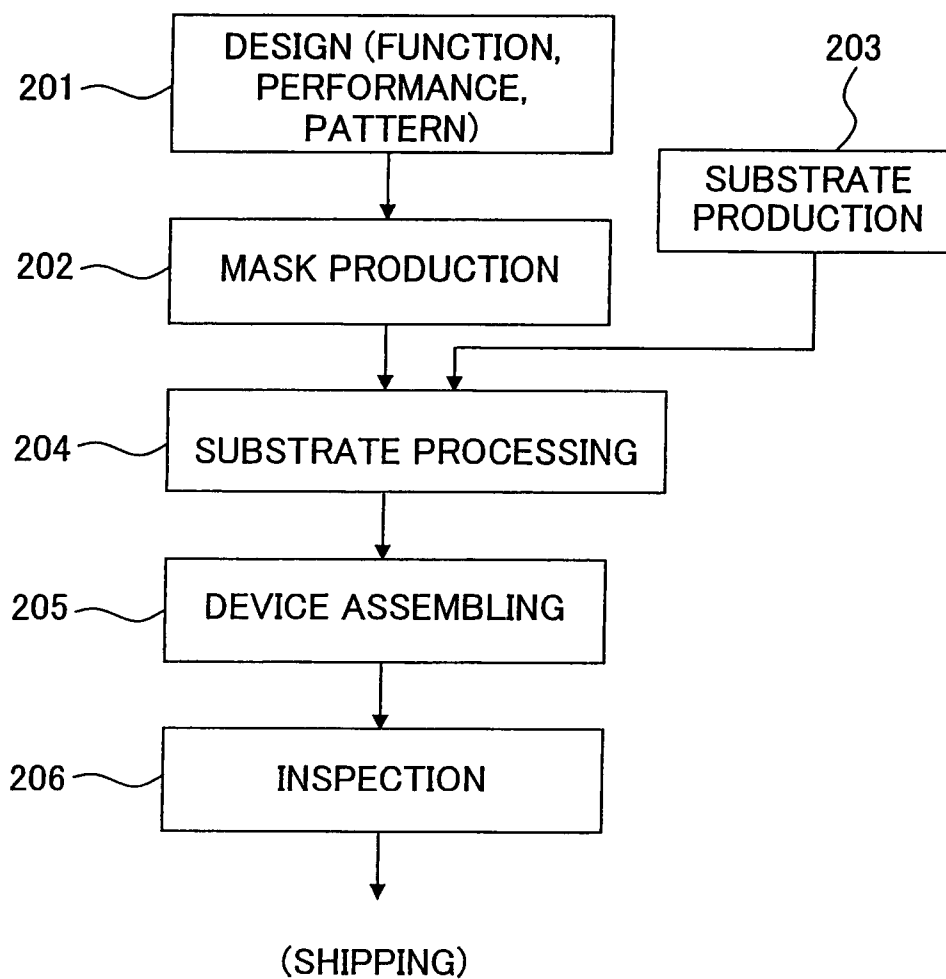 201
DESIGN (FUNCTION,
PERFORMANCE,
PATTERN)
203
SUBSTRATE
PRODUCTION
202
MASK PRODUCTION
204
SUBSTRATE PROCESSING
205
DEVICE ASSEMBLING
206
INSPECTION
(SHIPPING)